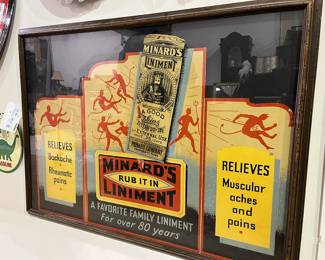 MINARD'S
LINIMENT
A GOOD
RELIEVES
Backache
Rheumatic
pains
MINARD'S
RUB IT IN
LINIMENT
A FAVORITE FAMILY LINIMENT
For over 80 years
RELIEVES
Muscular
aches
and
pains